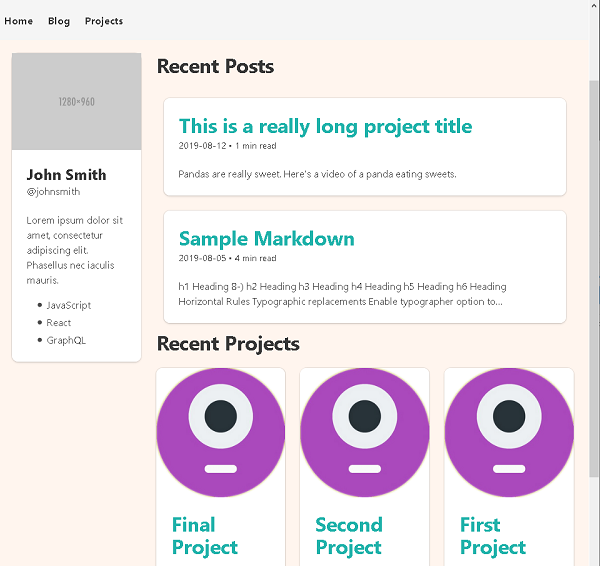 Home Blog Projects
1280×960
John Smith
@johnsmith
Lorem ipsum dolor sit
amet, consectetur
adipiscing elit.
Phasellus nec iaculis
mauris.
JavaScript
React
GraphQL
Recent Posts
This is a really long project title
2019-08-12 • 1 min read
Pandas are really sweet. Here's a video of a panda eating sweets.
Sample Markdown
2019-08-05 • 4 min read
h1 Heading 8-) h2 Heading h3 Heading h4 Heading h5 Heading h6 Heading
Horizontal Rules Typographic replacements Enable typographer option to...
Recent Projects
Final
Project
Second
Project
First
Project